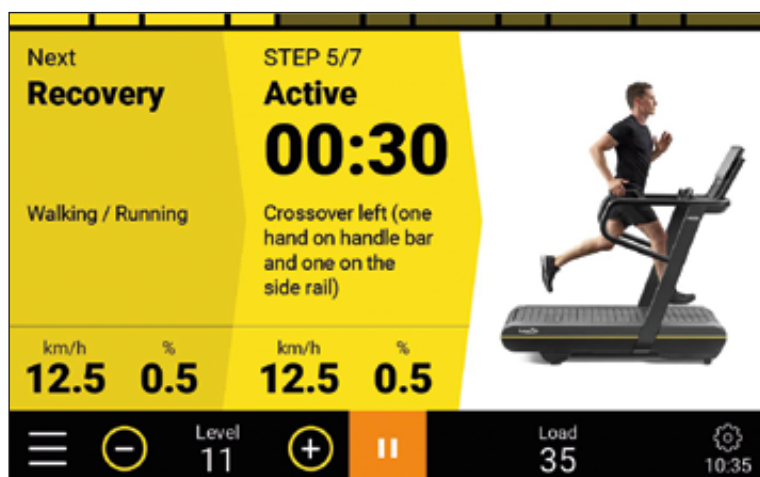 Next
Recovery
Walking / Running
km/h %
12.5 0.5
STEP 5/7
Active
00:30
Crossover left (one
hand on handle bar
and one on the
side rail)
km/h %
12.5 0.5
Level
11
Load
35
10:35